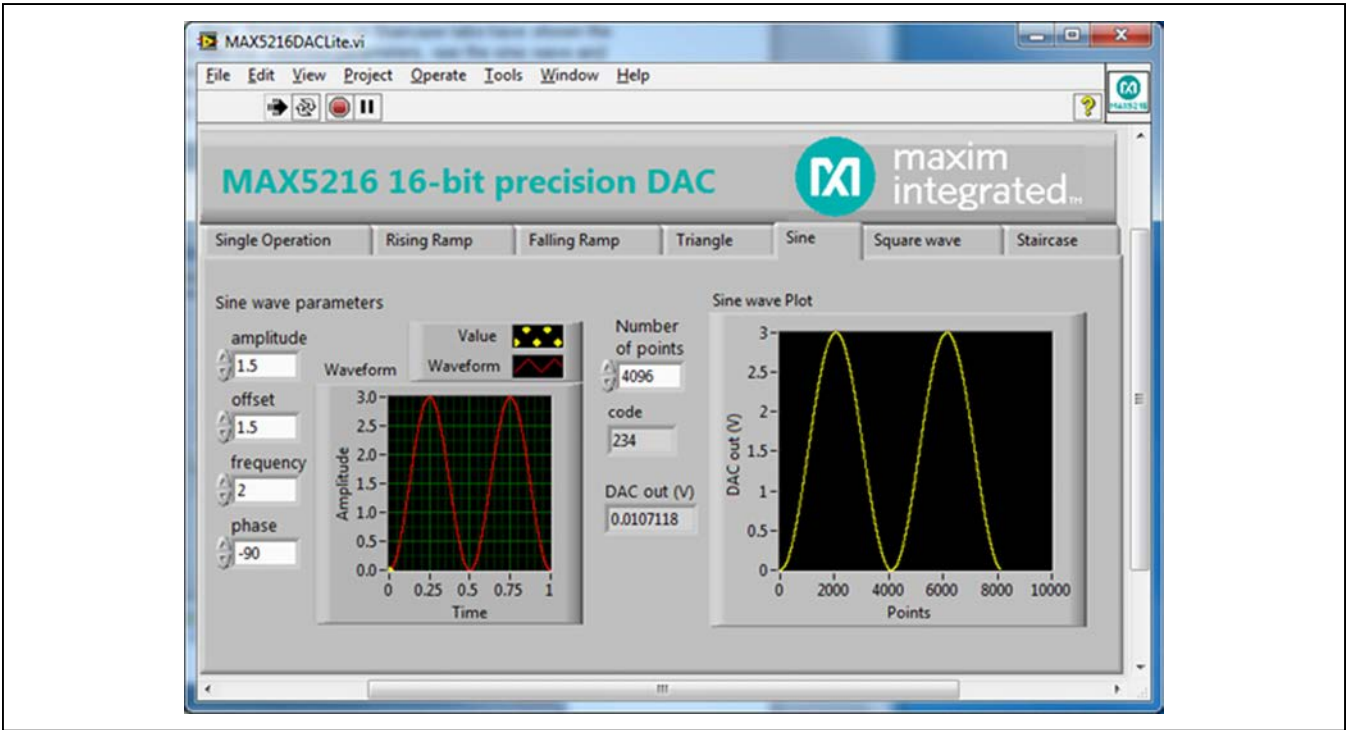 MAX5216DACLite.vi
File Edit View Project Operate Tools Window Help
MAX5216
MAX5216 16-bit precision DAC
maxim
integrated™
Single Operation Rising Ramp Falling Ramp Triangle Sine Square wave Staircase
Sine wave parameters
amplitude
1.5
offset
1.5
frequency
2
phase
-90
Value
Waveform
Waveform
3.0
2.5
2.0
1.5
1.0
0.5
0.0
Amplitude
0 0.25 0.5 0.75 1
Time
Number
of points
4096
code
234
DAC out (V)
0.0107118
Sine wave Plot
3
2.5
2
1.5
1
0.5
0
DAC out (V)
0 2000 4000 6000 8000 10000
Points